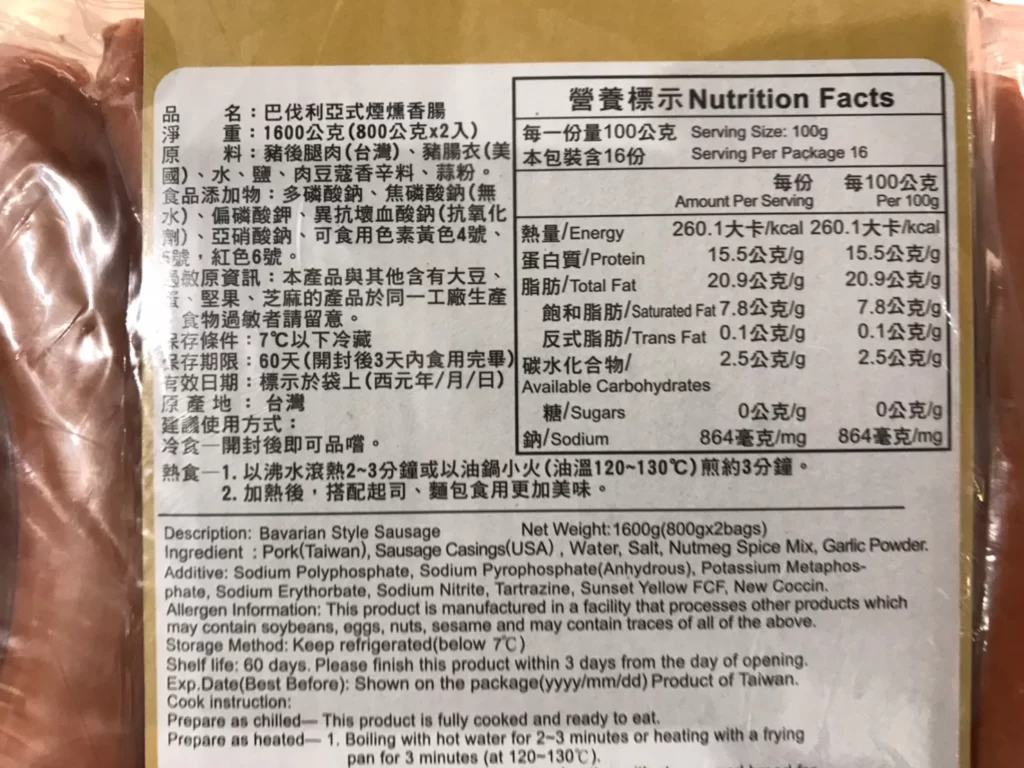 品 名：巴伐利亞式煙燻香腸
淨 重：1600公克(800公克x2入)
原 料：豬後腿肉(台灣)、豬腸衣(美
國)、水、鹽、肉豆蔻香辛料、蒜粉。
食品添加物：多磷酸鈉、焦磷酸鈉(無
水)、偏磷酸鉀、異抗壞血酸鈉(抗氧化
劑)、亞硝酸鈉、可食用色素黃色4號、
5號，紅色6號。
過敏原資訊：本產品與其他含有大豆、
蛋、堅果、芝麻的產品於同一工廠生產
，食物過敏者請留意。
保存條件：7℃以下冷藏
保存期限：60天(開封後3天內食用完畢)
有效日期：標示於袋上(西元年/月/日)
原產地：台灣
建議使用方式：
冷食—開封後即可品嚐。
熱食—1. 以沸水滾熱2~3分鐘或以油鍋小火(油溫120~130℃)煎約3分鐘。
2. 加熱後，搭配起司、麵包食用更加美味。
營養標示Nutrition Facts
每一份量100公克 Serving Size: 100g
本包裝含16份 Serving Per Package 16
每份 每100公克
Amount Per Serving Per 100g
熱量/Energy 260.1大卡/kcal 260.1大卡/kcal
蛋白質/Protein 15.5公克/g 15.5公克/g
脂肪/Total Fat 20.9公克/g 20.9公克/g
飽和脂肪/Saturated Fat 7.8公克/g 7.8公克/g
反式脂肪/Trans Fat 0.1公克/g 0.1公克/g
碳水化合物/ 2.5公克/g 2.5公克/g
Available Carbohydrates
糖/Sugars 0公克/g 0公克/g
鈉/Sodium 864毫克/mg 864毫克/mg
Description: Bavarian Style Sausage Net Weight:1600g(800gx2bags)
Ingredient : Pork(Taiwan), Sausage Casings(USA) , Water, Salt, Nutmeg Spice Mix, Garlic Powder.
Additive: Sodium Polyphosphate, Sodium Pyrophosphate(Anhydrous), Potassium Metaphos-
phate, Sodium Erythorbate, Sodium Nitrite, Tartrazine, Sunset Yellow FCF, New Coccin.
Allergen Information: This product is manufactured in a facility that processes other products which
may contain soybeans, eggs, nuts, sesame and may contain traces of all of the above.
Storage Method: Keep refrigerated(below 7℃)
Shelf life: 60 days. Please finish this product within 3 days from the day of opening.
Exp.Date(Best Before): Shown on the package(yyyy/mm/dd) Product of Taiwan.
Cook instruction:
Prepare as chilled— This product is fully cooked and ready to eat.
Prepare as heated— 1. Boiling with hot water for 2~3 minutes or heating with a frying
pan for 3 minutes (at 120~130℃).